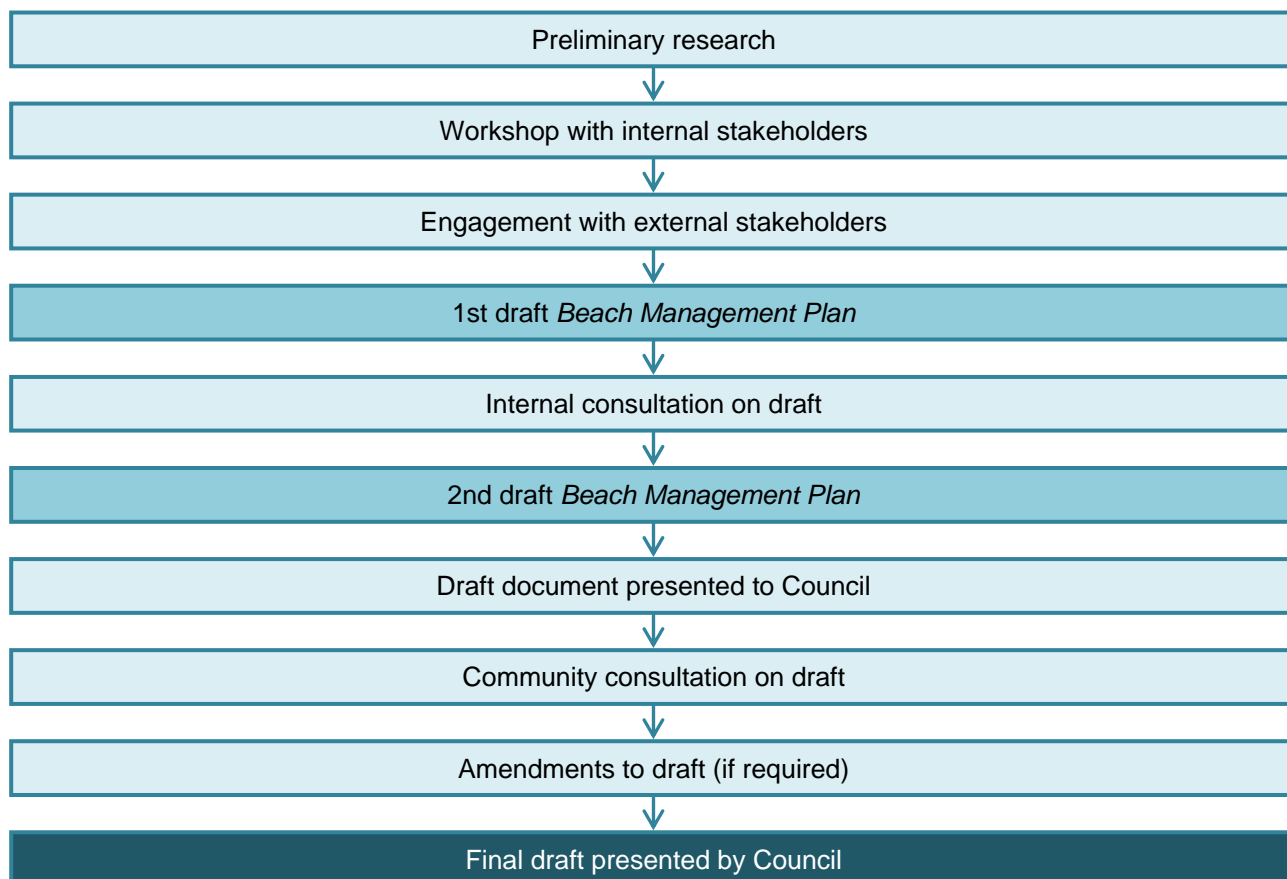 Preliminary research
Workshop with internal stakeholders
Engagement with external stakeholders
1st draft Beach Management Plan
Internal consultation on draft
2nd draft Beach Management Plan
Draft document presented to Council
Community consultation on draft
Amendments to draft (if required)
Final draft presented by Council